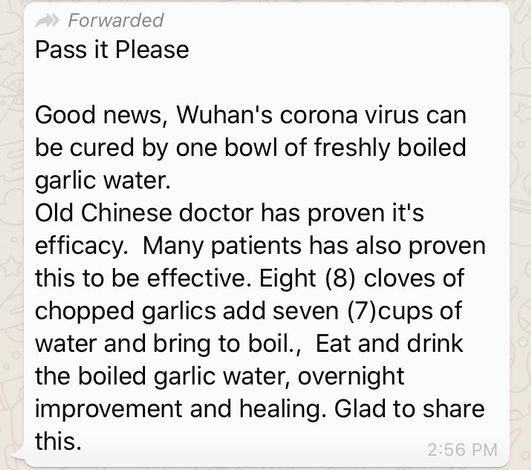 Forwarded
Pass it Please
Good news, Wuhan's corona virus can
be cured by one bowl of freshly boiled
garlic water.
Old Chinese doctor has proven it's
efficacy.  Many patients has also proven
this to be effective. Eight (8) cloves of
chopped garlics add seven (7)cups of
water and bring to boil.,  Eat and drink
the boiled garlic water, overnight
improvement and healing. Glad to share
this.
2:56 PM